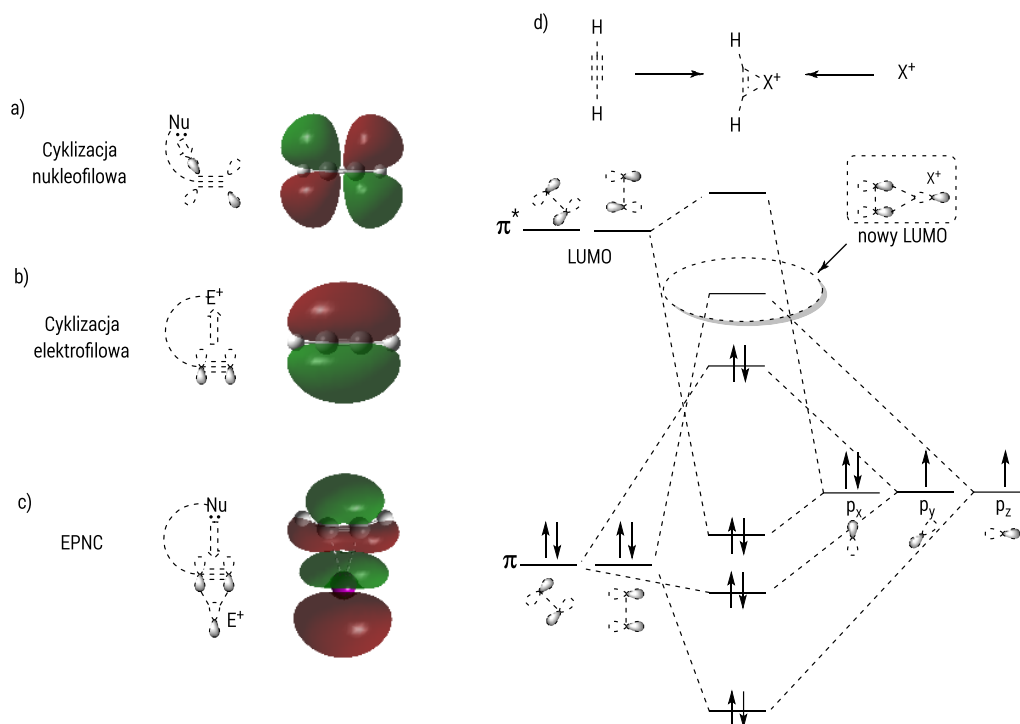 a)
Nu
Cyklizacja
nukleofilowa
b)
E+
Cyklizacja
elektrofilowa
c)
Nu
EPNC
E+
d)
H
H
H
X+
H
X+
π*
LUMO
X+
nowy LUMO
π
px
py
pz